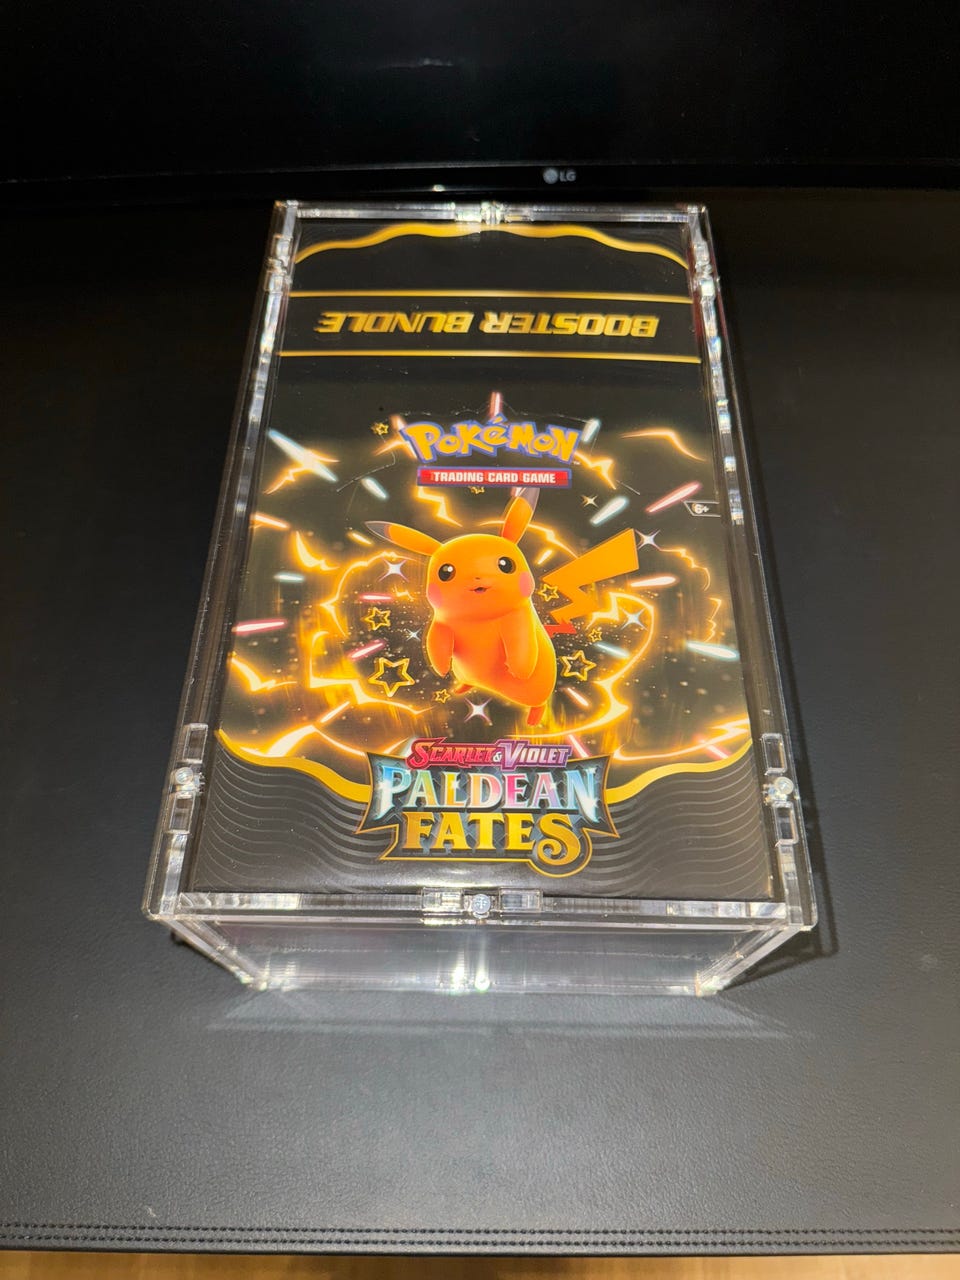 LG
BOOSTER BUNDLE
POKéMON
TRADING CARD GAME
6+
SCARLET & VIOLET
PALDEAN
FATES